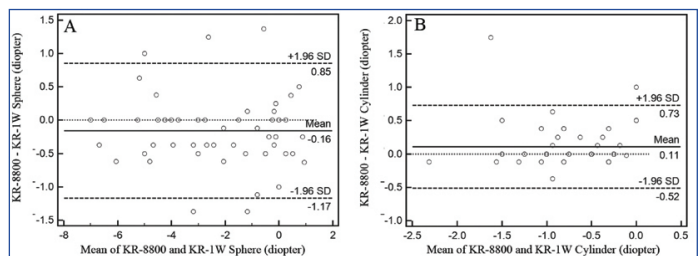 A
1.5
1.0
0.5
0.0
-0.5
-1.0
-1.5
KR-8800 - KR-1W Sphere (diopter)
+1.96 SD
0.85
Mean
-0.16
-1.96 SD
-1.17
-8
-6
-4
-2
0
2
Mean of KR-8800 and KR-1W Sphere (diopter)
B
2.0
1.5
1.0
0.5
0.0
-0.5
-1.0
KR-8800 - KR-1W Cylinder (diopter)
+1.96 SD
0.73
Mean
0.11
-1.96 SD
-0.52
-2.5
-2.0
-1.5
-1.0
-0.5
0.0
0.5
Mean of KR-8800 and KR-1W Cylinder (diopter)